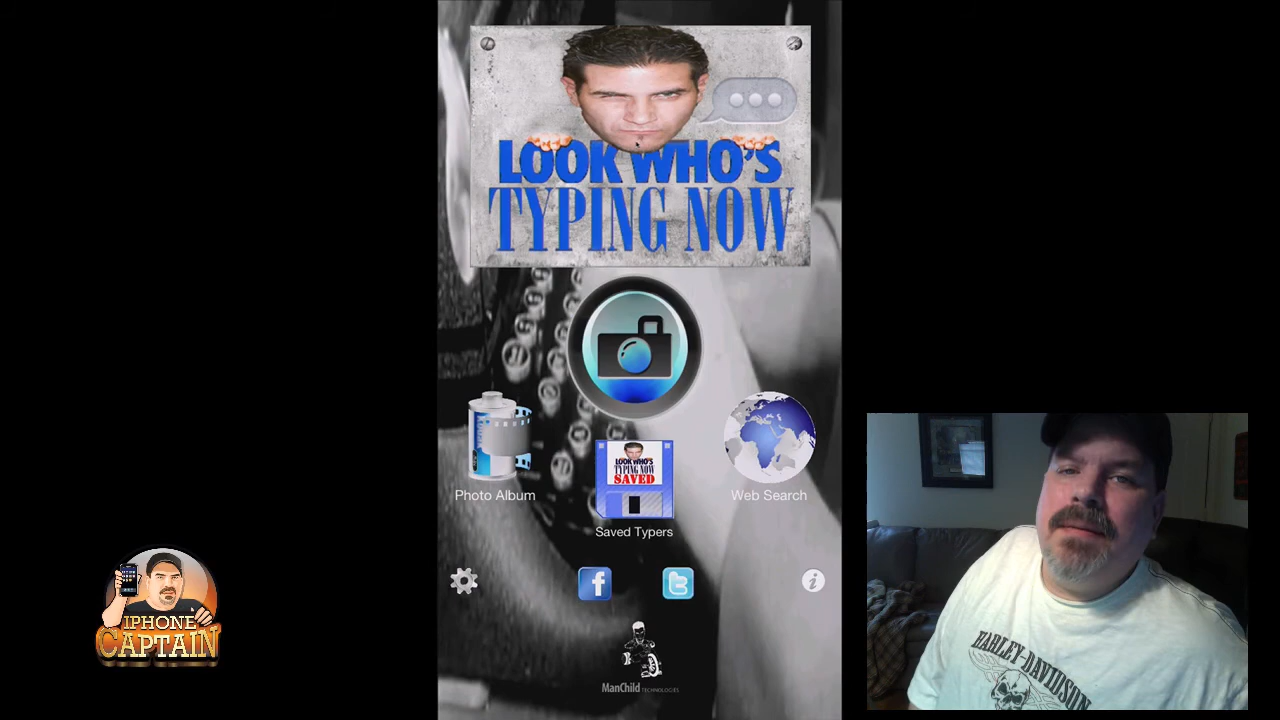 LOOK WHO'S
TYPING NOW
LOOK WHO'S
TYPING NOW
SAVED
Photo Album
Web Search
Saved Typers
f
t
i
ManChild TECHNOLOGIES
IPHONE
CAPTAIN
HARLEY-DAVIDSON